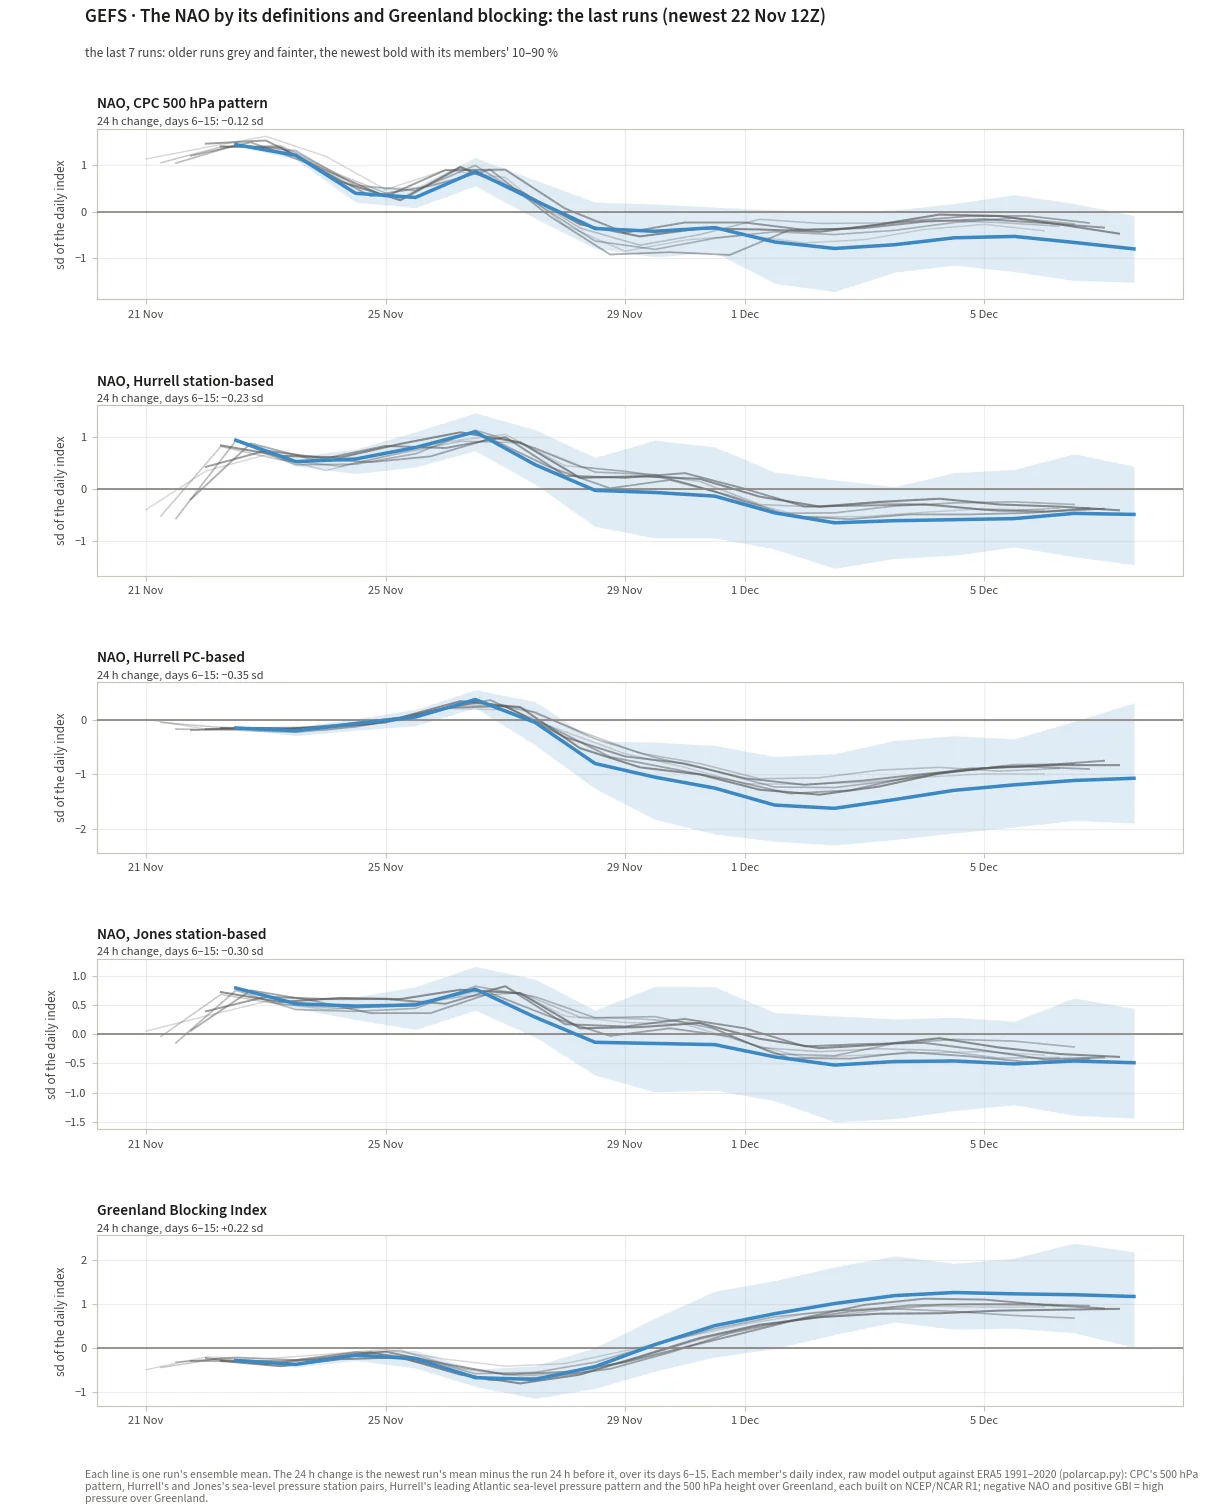 GEFS · The NAO by its definitions and Greenland blocking: the last runs (newest 22 Nov 12Z)
the last 7 runs: older runs grey and fainter, the newest bold with its members' 10–90 %
NAO, CPC 500 hPa pattern
24 h change, days 6–15: −0.12 sd
sd of the daily index
1
0
−1
21 Nov
25 Nov
29 Nov
1 Dec
5 Dec
NAO, Hurrell station-based
24 h change, days 6–15: −0.23 sd
sd of the daily index
1
0
−1
21 Nov
25 Nov
29 Nov
1 Dec
5 Dec
NAO, Hurrell PC-based
24 h change, days 6–15: −0.35 sd
sd of the daily index
0
−1
−2
21 Nov
25 Nov
29 Nov
1 Dec
5 Dec
NAO, Jones station-based
24 h change, days 6–15: −0.30 sd
sd of the daily index
1.0
0.5
0.0
−0.5
−1.0
−1.5
21 Nov
25 Nov
29 Nov
1 Dec
5 Dec
Greenland Blocking Index
24 h change, days 6–15: +0.22 sd
sd of the daily index
2
1
0
−1
21 Nov
25 Nov
29 Nov
1 Dec
5 Dec
Each line is one run's ensemble mean. The 24 h change is the newest run's mean minus the run 24 h before it, over its days 6–15. Each member's daily index, raw model output against ERA5 1991–2020 (polarcap.py): CPC's 500 hPa
pattern, Hurrell's and Jones's sea-level pressure station pairs, Hurrell's leading Atlantic sea-level pressure pattern and the 500 hPa height over Greenland, each built on NCEP/NCAR R1; negative NAO and positive GBI = high
pressure over Greenland.